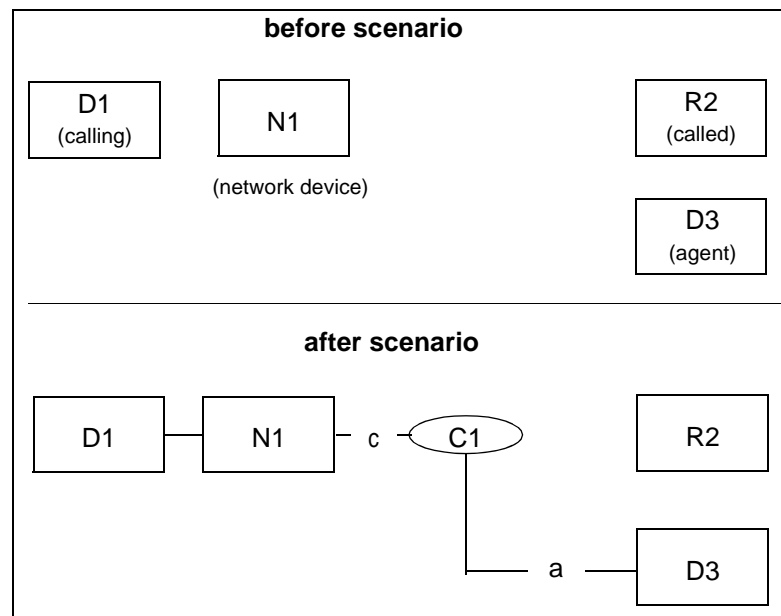 before scenario
D1
(calling)
N1
(network device)
R2
(called)
D3
(agent)
after scenario
D1
N1
c
C1
R2
a
D3